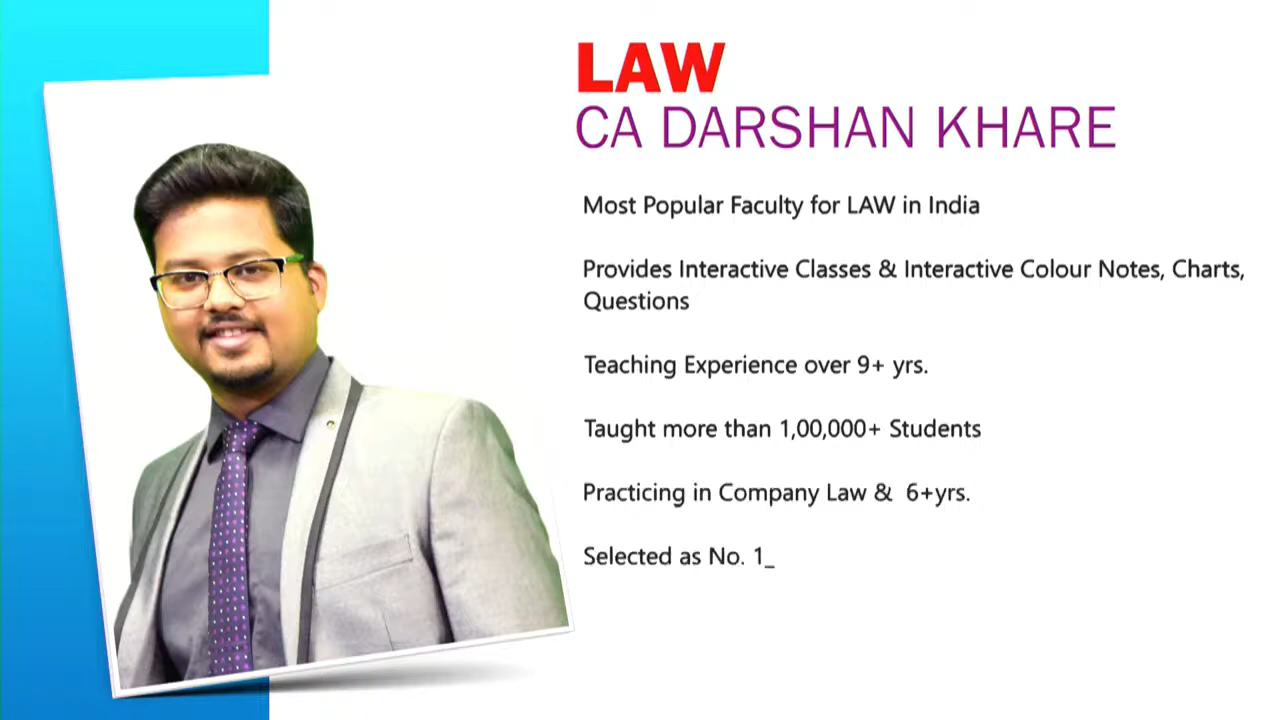 LAW
CA DARSHAN KHARE
Most Popular Faculty for LAW in India
Provides Interactive Classes & Interactive Colour Notes, Charts,
Questions
Teaching Experience over 9+ yrs.
Taught more than 1,00,000+ Students
Practicing in Company Law &  6+yrs.
Selected as No. 1_